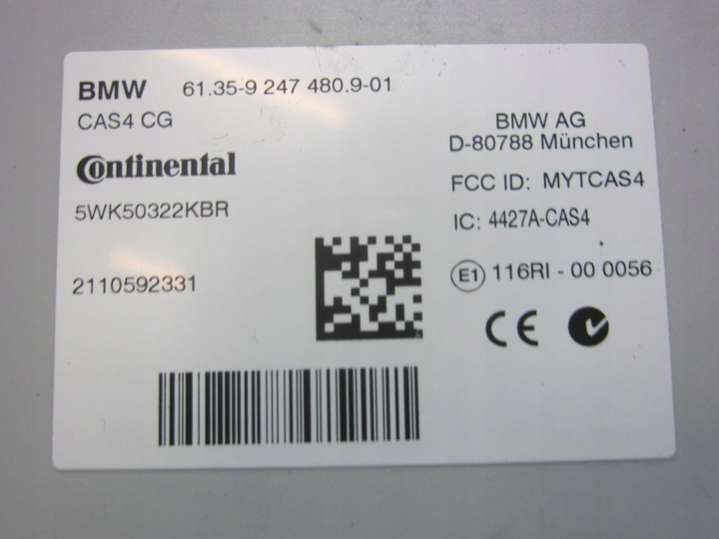 BMW 61.35-9 247 480.9-01
CAS4 CG
Continental
5WK50322KBR
2110592331
BMW AG
D-80788 München
FCC ID: MYTCAS4
IC: 4427A-CAS4
E1 116RI - 00 0056
CE